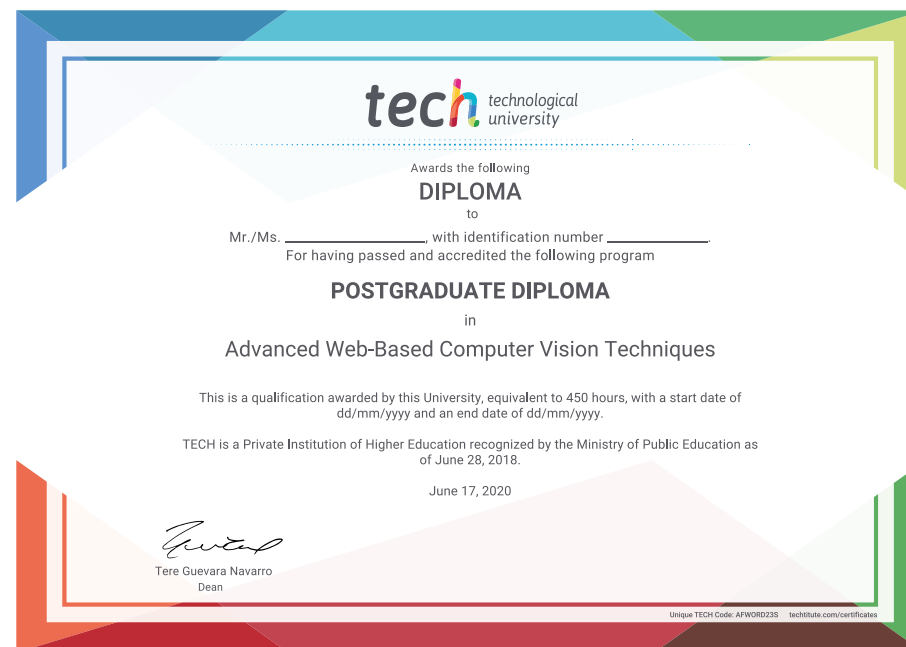 tech technological
university
Awards the following
DIPLOMA
to
Mr./Ms. ____________________, with identification number ______________.
For having passed and accredited the following program
POSTGRADUATE DIPLOMA
in
Advanced Web-Based Computer Vision Techniques
This is a qualification awarded by this University, equivalent to 450 hours, with a start date of
dd/mm/yyyy and an end date of dd/mm/yyyy.
TECH is a Private Institution of Higher Education recognized by the Ministry of Public Education as
of June 28, 2018.
June 17, 2020
Tere Guevara Navarro
Dean
Unique TECH Code: AFWORD23S techtitute.com/certificates